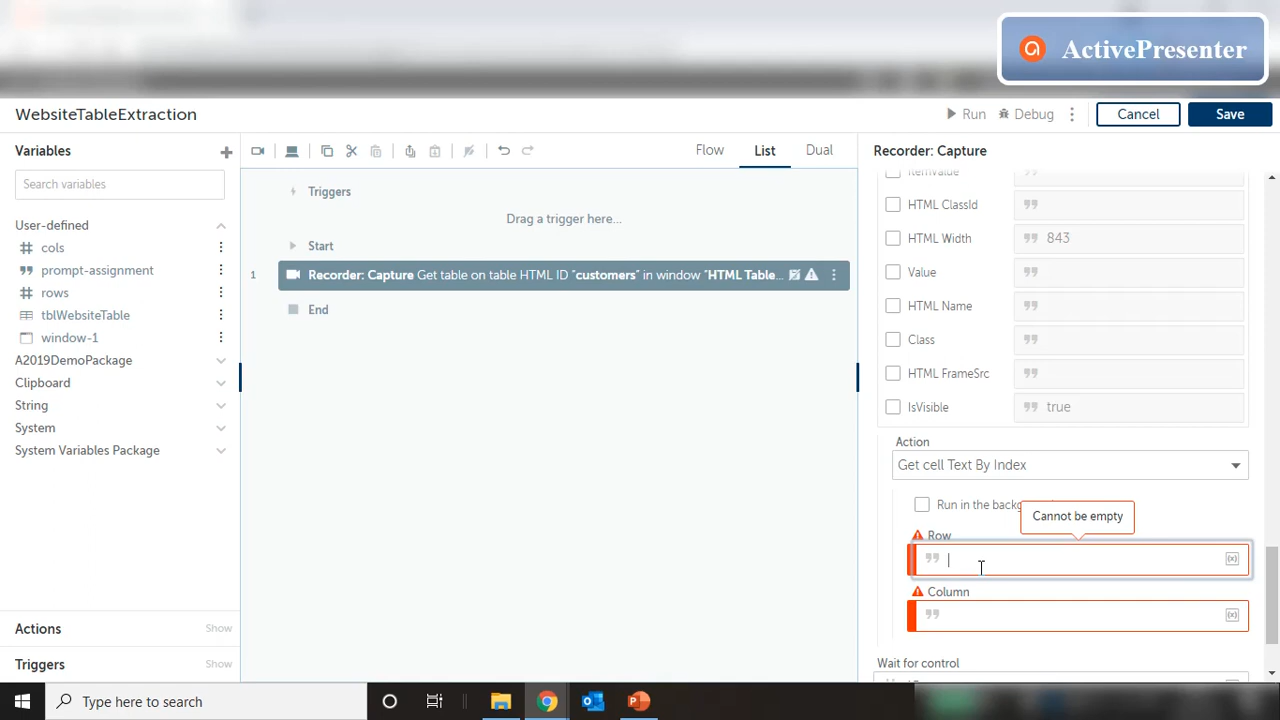 ActivePresenter
WebsiteTableExtraction
Run
Debug
Cancel
Save
Variables
Flow
List
Dual
Recorder: Capture
Search variables
User-defined
cols
prompt-assignment
rows
tblWebsiteTable
window-1
A2019DemoPackage
Clipboard
String
System
System Variables Package
Actions
Show
Triggers
Show
Triggers
Drag a trigger here...
Start
1
Recorder: Capture Get table on table HTML ID "customers" in window "HTML Table...
End
ItemValue
HTML ClassId
HTML Width
843
Value
HTML Name
Class
HTML FrameSrc
IsVisible
true
Action
Get cell Text By Index
Run in the backg
Cannot be empty
Row
Column
Wait for control
Type here to search